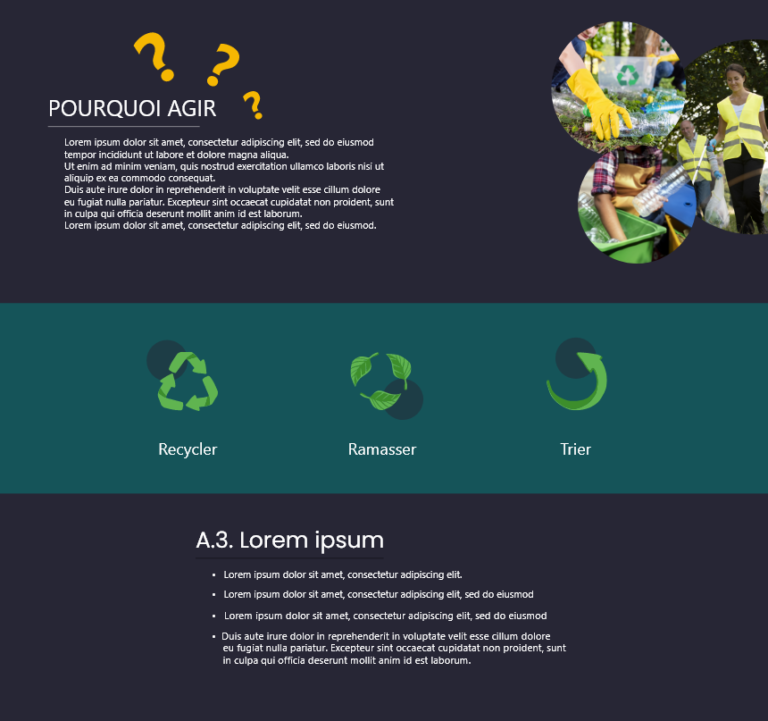 ? ? ?
POURQUOI AGIR
Lorem ipsum dolor sit amet, consectetur adipiscing elit, sed do eiusmod
tempor incididunt ut labore et dolore magna aliqua.
Ut enim ad minim veniam, quis nostrud exercitation ullamco laboris nisi ut
aliquip ex ea commodo consequat.
Duis aute irure dolor in reprehenderit in voluptate velit esse cillum dolore
eu fugiat nulla pariatur. Excepteur sint occaecat cupidatat non proident, sunt
in culpa qui officia deserunt mollit anim id est laborum.
Lorem ipsum dolor sit amet, consectetur adipiscing elit, sed do eiusmod.
Recycler
Ramasser
Trier
A.3. Lorem ipsum
• Lorem ipsum dolor sit amet, consectetur adipiscing elit.
• Lorem ipsum dolor sit amet, consectetur adipiscing elit, sed do eiusmod
• Lorem ipsum dolor sit amet, consectetur adipiscing elit, sed do eiusmod
• Duis aute irure dolor in reprehenderit in voluptate velit esse cillum dolore
eu fugiat nulla pariatur. Excepteur sint occaecat cupidatat non proident, sunt
in culpa qui officia deserunt mollit anim id est laborum.